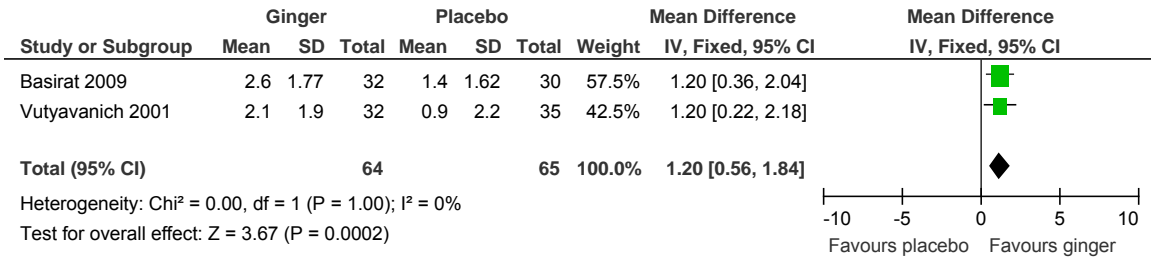 Ginger Placebo Mean Difference Mean Difference
Study or Subgroup Mean SD Total Mean SD Total Weight IV, Fixed, 95% CI IV, Fixed, 95% CI
Basirat 2009 2.6 1.77 32 1.4 1.62 30 57.5% 1.20 [0.36, 2.04]
Vutyavanich 2001 2.1 1.9 32 0.9 2.2 35 42.5% 1.20 [0.22, 2.18]
Total (95% CI) 64 65 100.0% 1.20 [0.56, 1.84]
Heterogeneity: Chi² = 0.00, df = 1 (P = 1.00); I² = 0%
Test for overall effect: Z = 3.67 (P = 0.0002)
-10 -5 0 5 10
Favours placebo Favours ginger